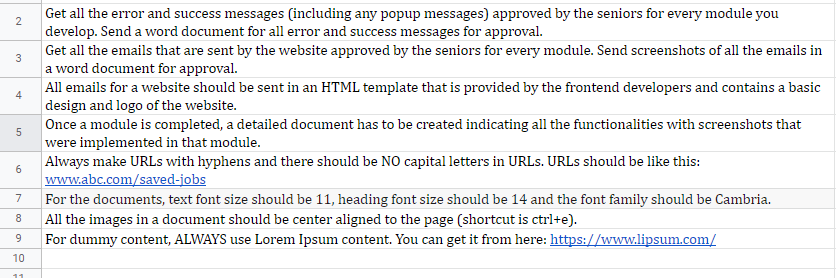 2
Get all the error and success messages (including any popup messages) approved by the seniors for every module you
develop. Send a word document for all error and success messages for approval.
3
Get all the emails that are sent by the website approved by the seniors for every module. Send screenshots of all the emails in
a word document for approval.
4
All emails for a website should be sent in an HTML template that is provided by the frontend developers and contains a basic
design and logo of the website.
5
Once a module is completed, a detailed document has to be created indicating all the functionalities with screenshots that
were implemented in that module.
6
Always make URLs with hyphens and there should be NO capital letters in URLs. URLs should be like this:
www.abc.com/saved-jobs
7
For the documents, text font size should be 11, heading font size should be 14 and the font family should be Cambria.
8
All the images in a document should be center aligned to the page (shortcut is ctrl+e).
9
For dummy content, ALWAYS use Lorem Ipsum content. You can get it from here: https://www.lipsum.com/
10